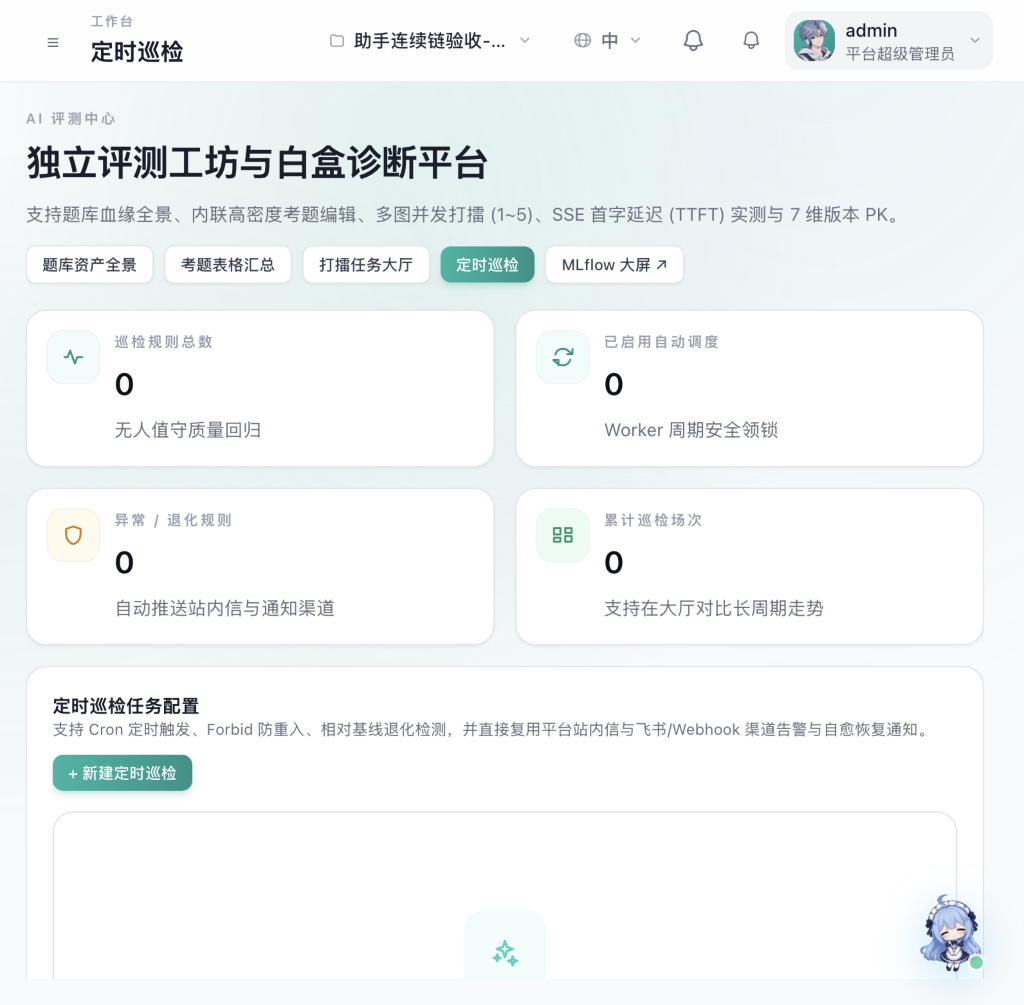 工作台
定时巡检
助手连续链验收-...
中
admin
平台超级管理员
AI 评测中心
独立评测工坊与白盒诊断平台
支持题库血缘全景、内联高密度考题编辑、多图并发打擂 (1~5)、SSE 首字延迟 (TTFT) 实测与 7 维版本 PK。
题库资产全景
考题表格汇总
打擂任务大厅
定时巡检
MLflow 大屏 ↗
巡检规则总数
0
无人值守质量回归
已启用自动调度
0
Worker 周期安全领锁
异常 / 退化规则
0
自动推送站内信与通知渠道
累计巡检场次
0
支持在大厅对比长周期走势
定时巡检任务配置
支持 Cron 定时触发、Forbid 防重入、相对基线退化检测，并直接复用平台站内信与飞书/Webhook 渠道告警与自愈恢复通知。
+ 新建定时巡检